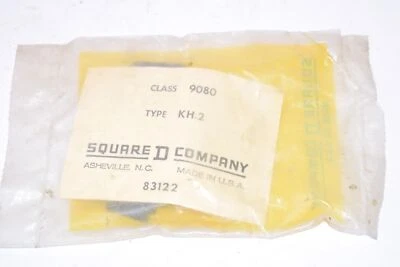 CLASS 9080
TYPE KH-2
SQUARE D COMPANY
ASHEVILLE, N.C. MADE IN U.S.A.
83122